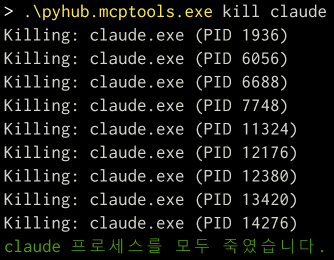 > .\pyhub.mcptools.exe kill claude
Killing: claude.exe (PID 1936)
Killing: claude.exe (PID 6056)
Killing: claude.exe (PID 6688)
Killing: claude.exe (PID 7748)
Killing: claude.exe (PID 11324)
Killing: claude.exe (PID 12176)
Killing: claude.exe (PID 12380)
Killing: claude.exe (PID 13420)
Killing: claude.exe (PID 14276)
claude 프로세스를 모두 죽였습니다.